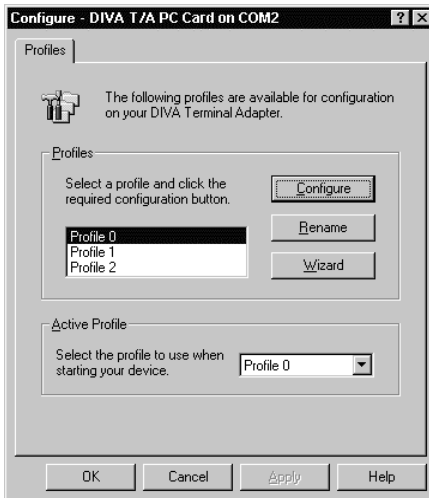 Configure - DIVA T/A PC Card on COM2
Profiles
The following profiles are available for configuration
on your DIVA Terminal Adapter.
Profiles
Select a profile and click the
required configuration button.
Configure
Profile 0
Profile 1
Profile 2
Rename
Wizard
Active Profile
Select the profile to use when
starting your device.
Profile 0
OK
Cancel
Apply
Help